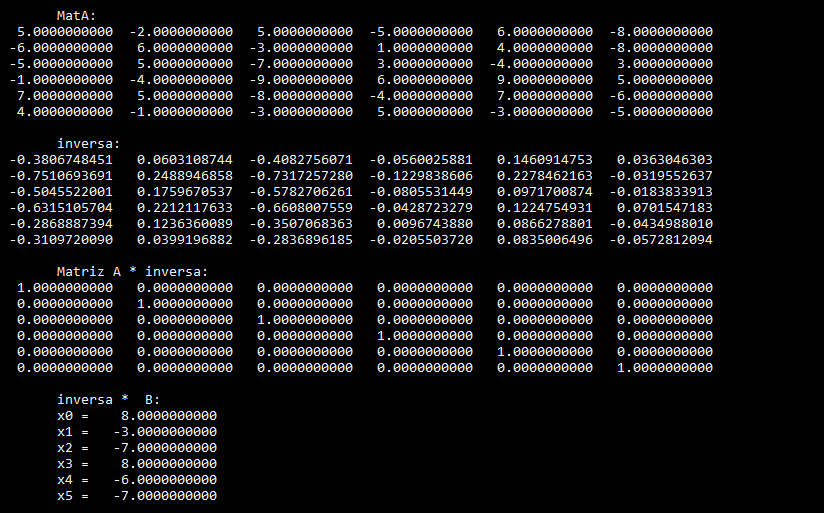 MatA:
5.0000000000 -2.0000000000 5.0000000000 -5.0000000000 6.0000000000 -8.0000000000
-6.0000000000 6.0000000000 -3.0000000000 1.0000000000 4.0000000000 -8.0000000000
-5.0000000000 5.0000000000 -7.0000000000 3.0000000000 -4.0000000000 3.0000000000
-1.0000000000 -4.0000000000 -9.0000000000 6.0000000000 9.0000000000 5.0000000000
7.0000000000 5.0000000000 -8.0000000000 -4.0000000000 7.0000000000 -6.0000000000
4.0000000000 -1.0000000000 -3.0000000000 5.0000000000 -3.0000000000 -5.0000000000
inversa:
-0.3806748451 0.0603108744 -0.4082756071 -0.0560025881 0.1460914753 0.0363046303
-0.7510693691 0.2488946858 -0.7317257280 -0.1229838606 0.2278462163 -0.0319552637
-0.5045522001 0.1759670537 -0.5782706261 -0.0805531449 0.0971700874 -0.0183833913
-0.6315105704 0.2212117633 -0.6608007559 -0.0428723279 0.1224754931 0.0701547183
-0.2868887394 0.1236360089 -0.3507068363 0.0096743880 0.0866278801 -0.0434988010
-0.3109720090 0.0399196882 -0.2836896185 -0.0205503720 0.0835006496 -0.0572812094
Matriz A * inversa:
1.0000000000 0.0000000000 0.0000000000 0.0000000000 0.0000000000 0.0000000000
0.0000000000 1.0000000000 0.0000000000 0.0000000000 0.0000000000 0.0000000000
0.0000000000 0.0000000000 1.0000000000 0.0000000000 0.0000000000 0.0000000000
0.0000000000 0.0000000000 0.0000000000 1.0000000000 0.0000000000 0.0000000000
0.0000000000 0.0000000000 0.0000000000 0.0000000000 1.0000000000 0.0000000000
0.0000000000 0.0000000000 0.0000000000 0.0000000000 0.0000000000 1.0000000000
inversa * B:
x0 = 8.0000000000
x1 = -3.0000000000
x2 = -7.0000000000
x3 = 8.0000000000
x4 = -6.0000000000
x5 = -7.0000000000